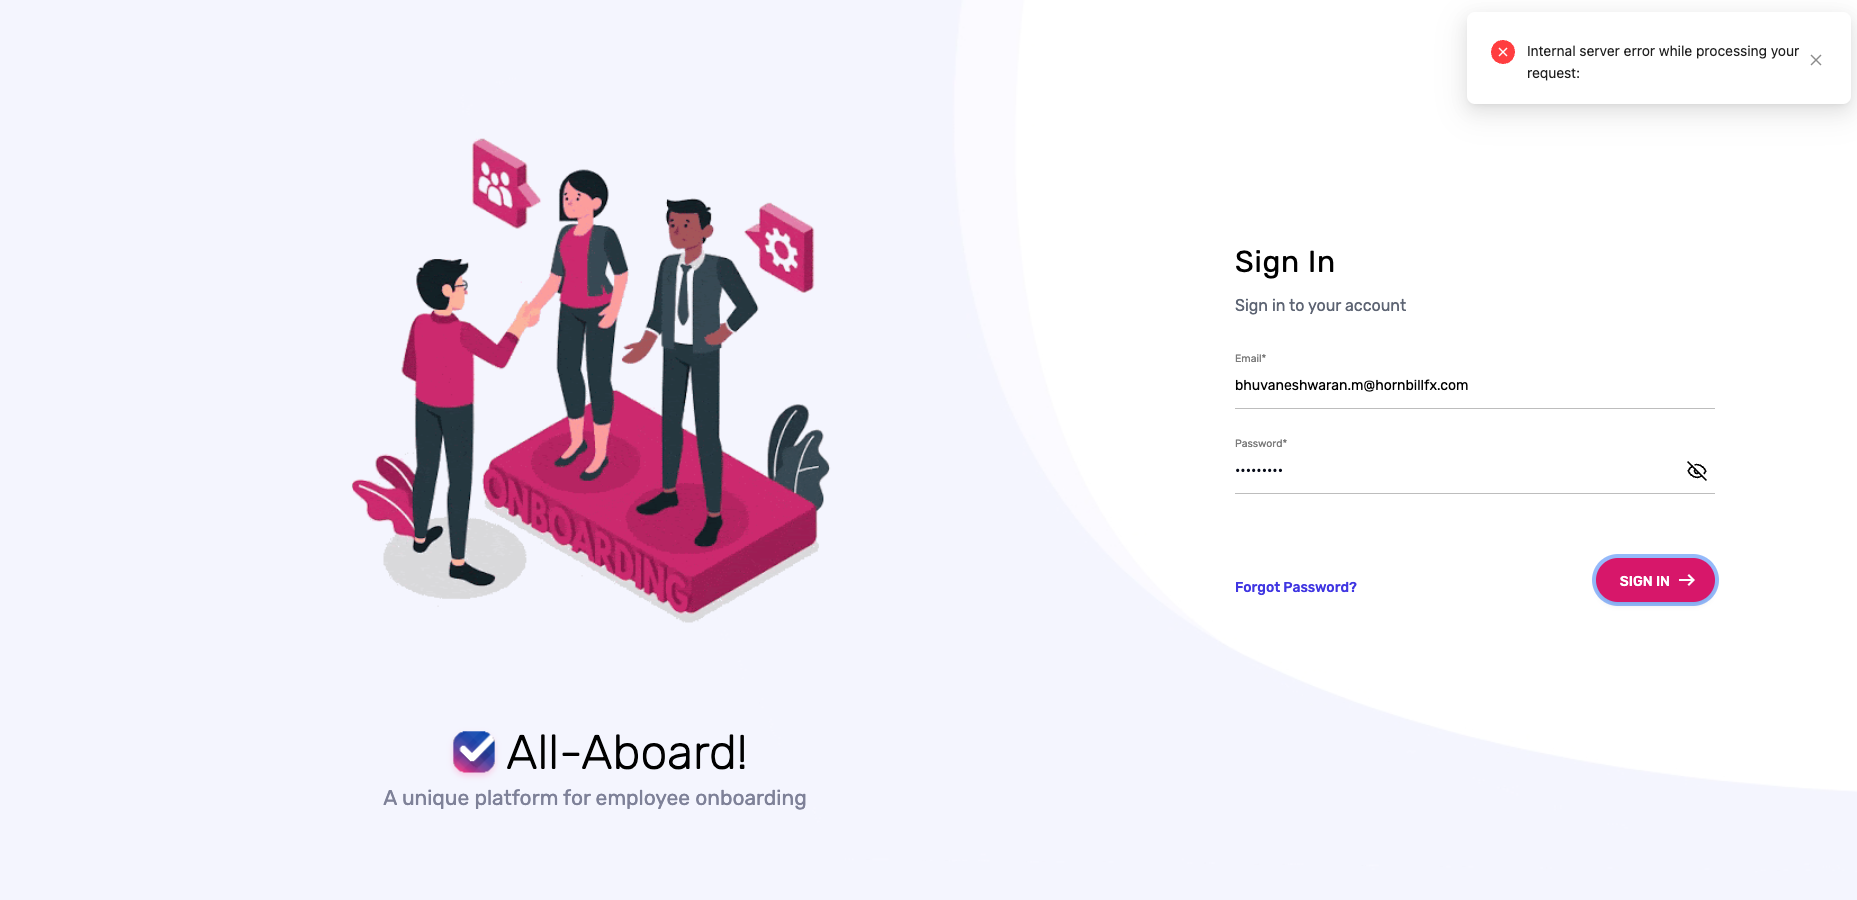 Internal server error while processing your
request:
Sign In
Sign in to your account
Email*
bhuvaneshwaran.m@hornbillfx.com
Password*
•••••••••
Forgot Password?
SIGN IN
ONBOARDING
All-Aboard!
A unique platform for employee onboarding